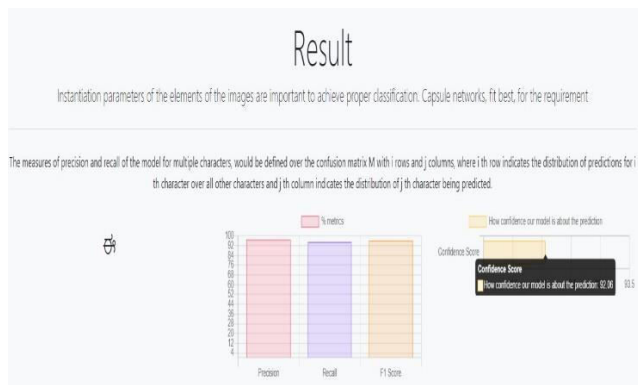 Result
Instantiation parameters of the elements of the images are important to achieve proper classification. Capsule networks, fit best, for the requirement
The measures of precision and recall of the model for multiple characters, would be defined over the confusion matrix M with i rows and j columns, where i th row indicates the distribution of predictions for i
th character over all other characters and j th column indicates the distribution of j th character being predicted.
% metrics
100
92
84
76
68
60
52
44
36
28
20
12
4
Precision
Recall
F1 Score
How confidence our model is about the prediction
Confidence Score
Confidence Score
How confidence our model is about the prediction: 92.06
93.5